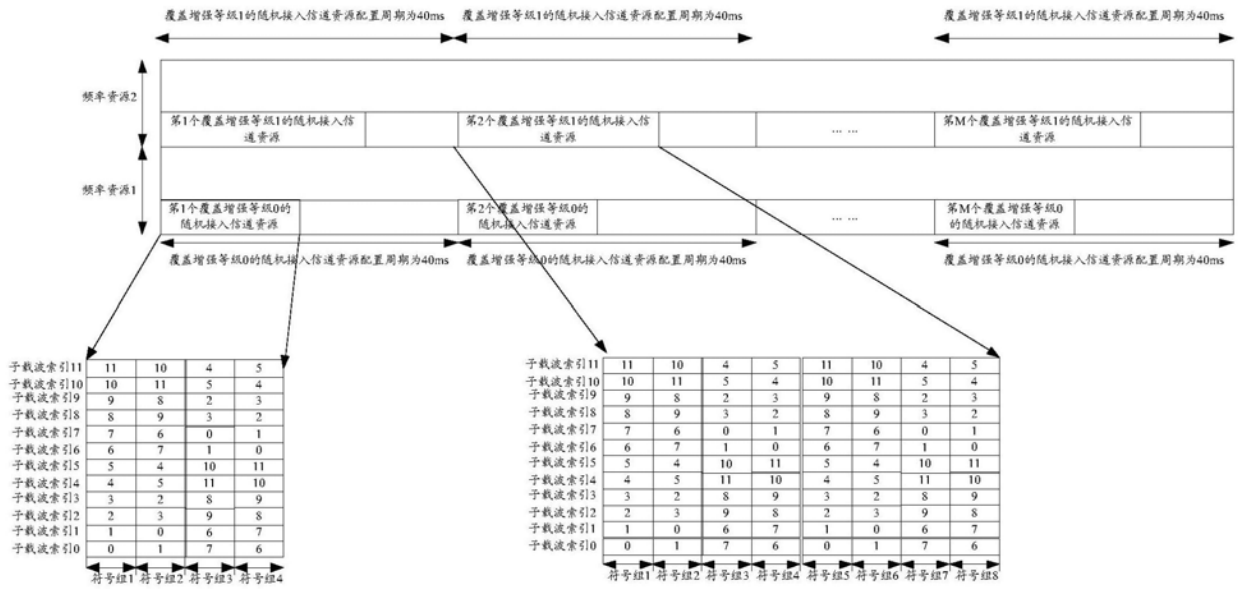 覆盖增强等级1的随机接入信道资源配置周期为40ms 覆盖增强等级1的随机接入信道资源配置周期为40ms 覆盖增强等级1的随机接入信道资源配置周期为40ms
频率资源2
第1个覆盖增强等级1的随机接入信 第2个覆盖增强等级1的随机接入信 ... ... 第M个覆盖增强等级1的随机接入信
道资源 道资源 道资源
频率资源1
第1个覆盖增强等级0的 第2个覆盖增强等级0的 ... ... 第M个覆盖增强等级0
随机接入信道资源 随机接入信道资源 的随机接入信道资源
覆盖增强等级0的随机接入信道资源配置周期为40ms 覆盖增强等级0的随机接入信道资源配置周期为40ms 覆盖增强等级0的随机接入信道资源配置周期为40ms
子载波索引11 11 10 4 5
子载波索引10 10 11 5 4
子载波索引9 9 8 2 3
子载波索引8 8 9 3 2
子载波索引7 7 6 0 1
子载波索引6 6 7 1 0
子载波索引5 5 4 10 11
子载波索引4 4 5 11 10
子载波索引3 3 2 8 9
子载波索引2 2 3 9 8
子载波索引1 1 0 6 7
子载波索引0 0 1 7 6
符号组1 符号组2 符号组3 符号组4
子载波索引11 11 10 4 5 11 10 4 5
子载波索引10 10 11 5 4 10 11 5 4
子载波索引9 9 8 2 3 9 8 2 3
子载波索引8 8 9 3 2 8 9 3 2
子载波索引7 7 6 0 1 7 6 0 1
子载波索引6 6 7 1 0 6 7 1 0
子载波索引5 5 4 10 11 5 4 10 11
子载波索引4 4 5 11 10 4 5 11 10
子载波索引3 3 2 8 9 3 2 8 9
子载波索引2 2 3 9 8 2 3 9 8
子载波索引1 1 0 6 7 1 0 6 7
子载波索引0 0 1 7 6 0 1 7 6
符号组1 符号组2 符号组3 符号组4 符号组5 符号组6 符号组7 符号组8